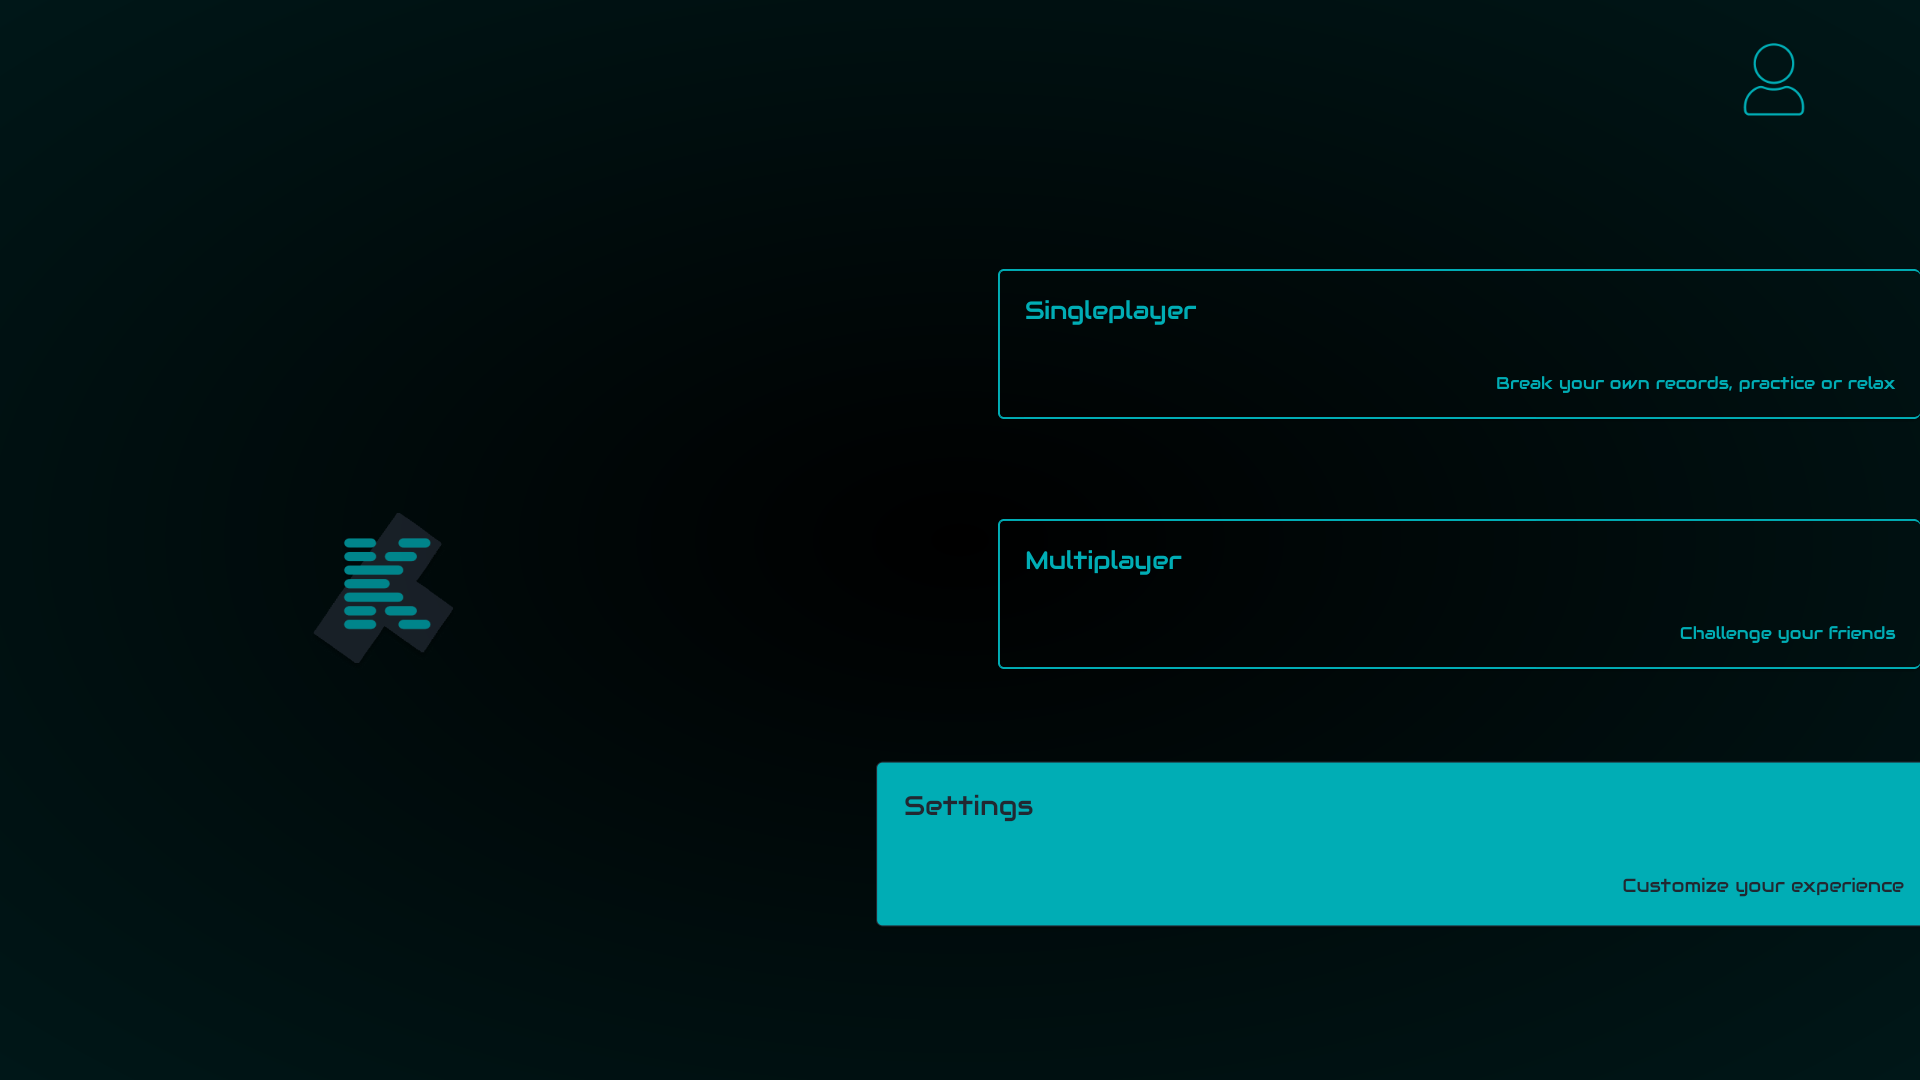 Singleplayer
Break your own records, practice or relax
Multiplayer
Challenge your friends
Settings
Customize your experience